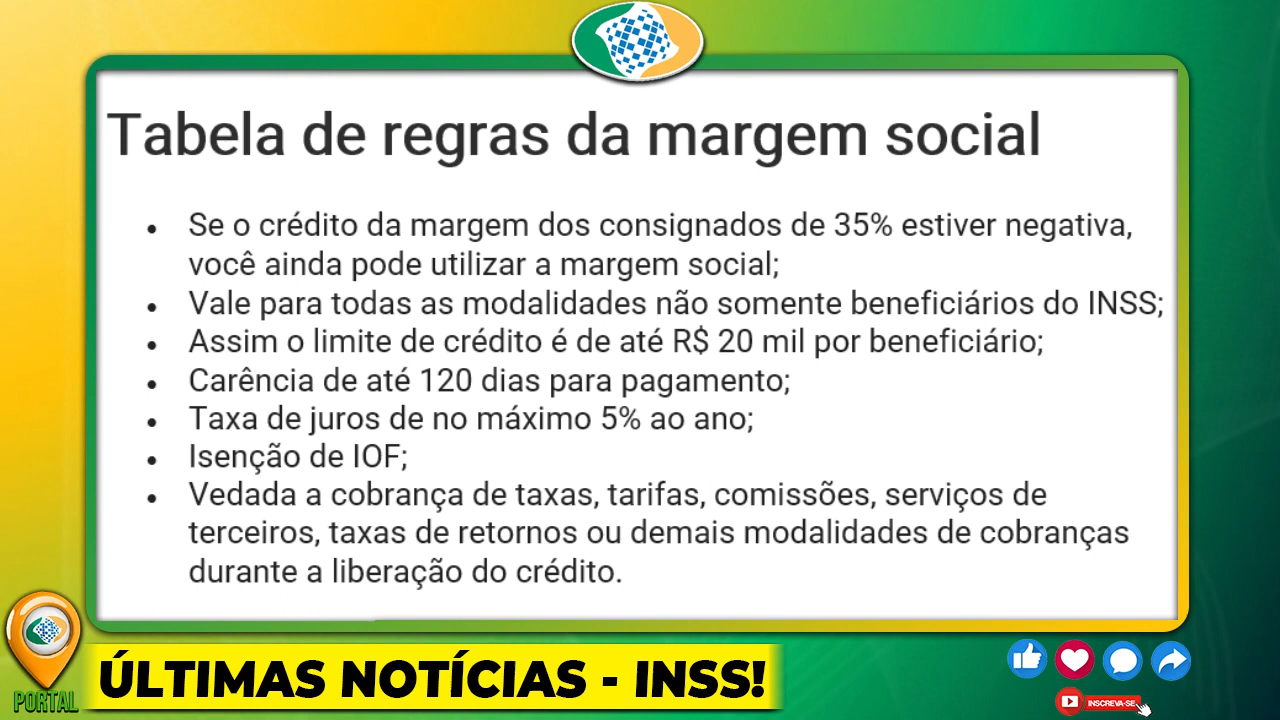 Tabela de regras da margem social
• Se o crédito da margem dos consignados de 35% estiver negativa,
você ainda pode utilizar a margem social;
• Vale para todas as modalidades não somente beneficiários do INSS;
• Assim o limite de crédito é de até R$ 20 mil por beneficiário;
• Carência de até 120 dias para pagamento;
• Taxa de juros de no máximo 5% ao ano;
• Isenção de IOF;
• Vedada a cobrança de taxas, tarifas, comissões, serviços de
terceiros, taxas de retornos ou demais modalidades de cobranças
durante a liberação do crédito.
PORTAL
ÚLTIMAS NOTÍCIAS - INSS!
INSCREVA-SE